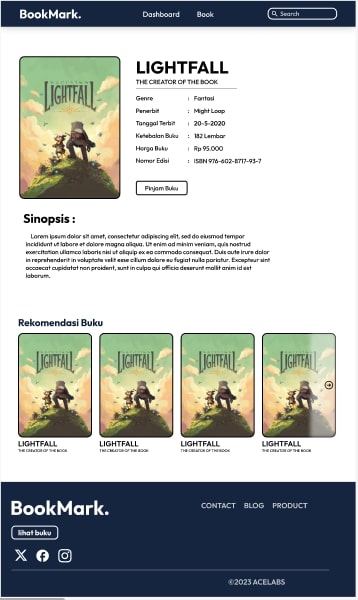 BookMark.
Dashboard
Book
Search
LIGHTFALL
LIGHTFALL
THE CREATOR OF THE BOOK
Genre : Fantasi
Penerbit : Might Loop
Tanggal Terbit : 20-5-2020
Ketebalan Buku : 182 Lembar
Harga Buku : Rp 95.000
Nomor Edisi : ISBN 976-602-8717-93-7
Pinjam Buku
Sinopsis :
Lorem ipsum dolor sit amet, consectetur adipiscing elit, sed do eiusmod tempor
incididunt ut labore et dolore magna aliqua. Ut enim ad minim veniam, quis nostrud
exercitation ullamco laboris nisi ut aliquip ex ea commodo consequat. Duis aute irure dolor
in reprehenderit in voluptate velit esse cillum dolore eu fugiat nulla pariatur. Excepteur sint
occaecat cupidatat non proident, sunt in culpa qui officia deserunt mollit anim id est
laborum.
Rekomendasi Buku
LIGHTFALL
LIGHTFALL
LIGHTFALL
LIGHTFALL
LIGHTFALL
LIGHTFALL
LIGHTFALL
LIGHTFALL
THE CREATOR OF THE BOOK
THE CREATOR OF THE BOOK
THE CREATOR OF THE BOOK
THE CREATOR OF THE BOOK
BookMark.
CONTACT
BLOG
PRODUCT
lihat buku
©2023 ACELABS